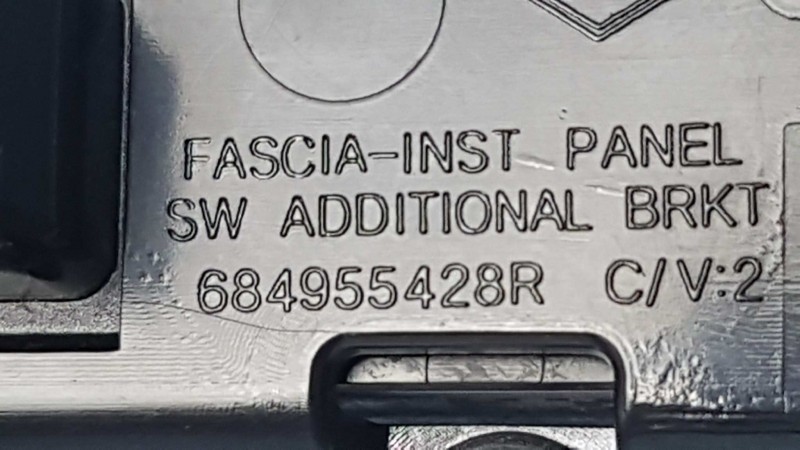 FASCIA-INST PANEL
SW ADDITIONAL BRKT
684955428R C/V:2